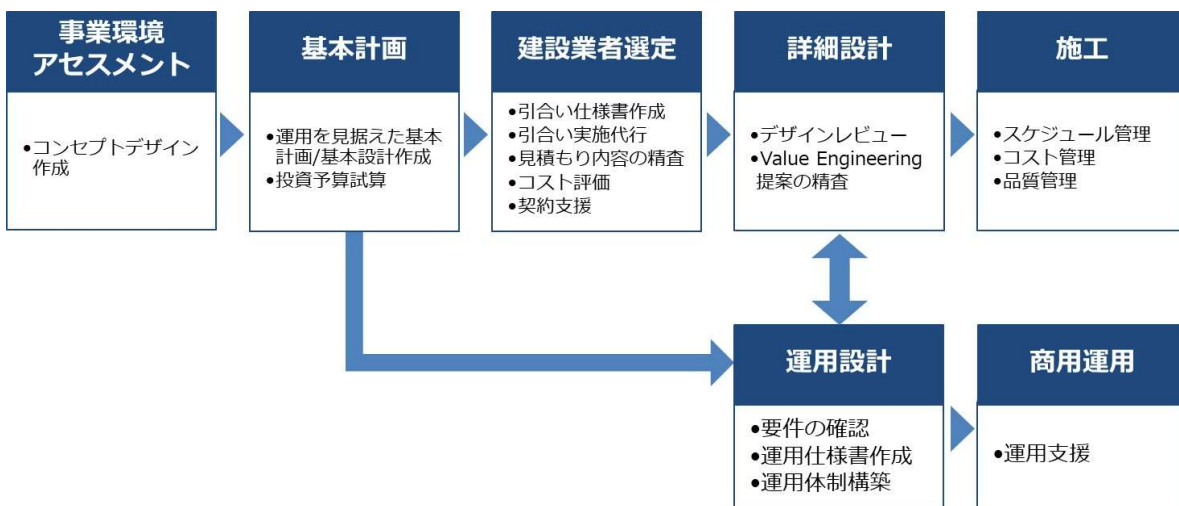 事業環境
アセスメント
•コンセプトデザイン
作成
基本計画
•運用を見据えた基本
計画/基本設計作成
•投資予算試算
建設業者選定
•引合い仕様書作成
•引合い実施代行
•見積もり内容の精査
•コスト評価
•契約支援
詳細設計
•デザインレビュー
•Value Engineering
提案の精査
施工
•スケジュール管理
•コスト管理
•品質管理
運用設計
•要件の確認
•運用仕様書作成
•運用体制構築
商用運用
•運用支援